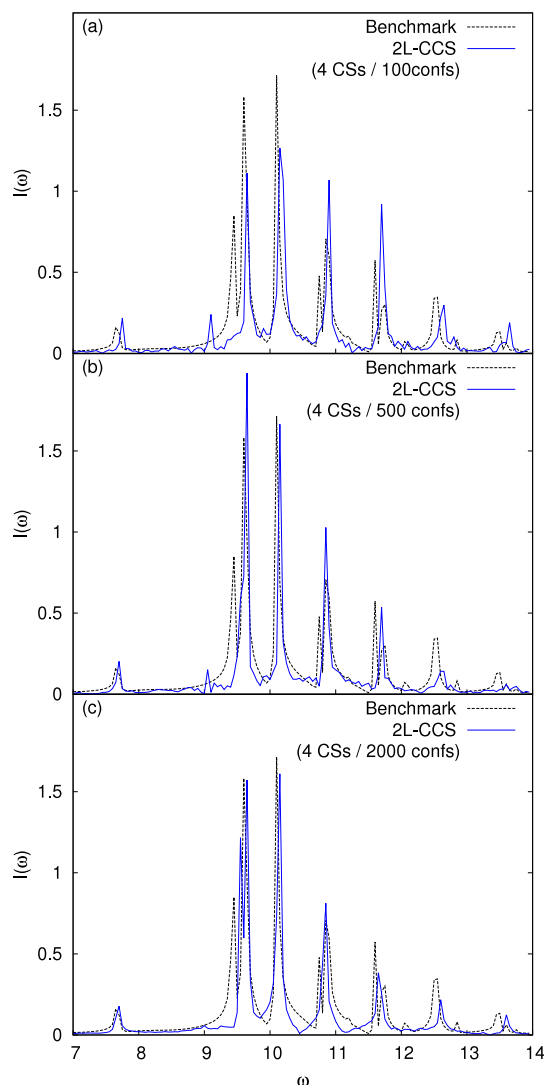 (a)
Benchmark
2L-CCS
(4 CSs / 100confs)
1.5
1
0.5
0
I(ω)
(b)
Benchmark
2L-CCS
(4 CSs / 500 confs)
1.5
1
0.5
0
I(ω)
(c)
Benchmark
2L-CCS
(4 CSs / 2000 confs)
1.5
1
0.5
0
I(ω)
7 8 9 10 11 12 13 14
ω